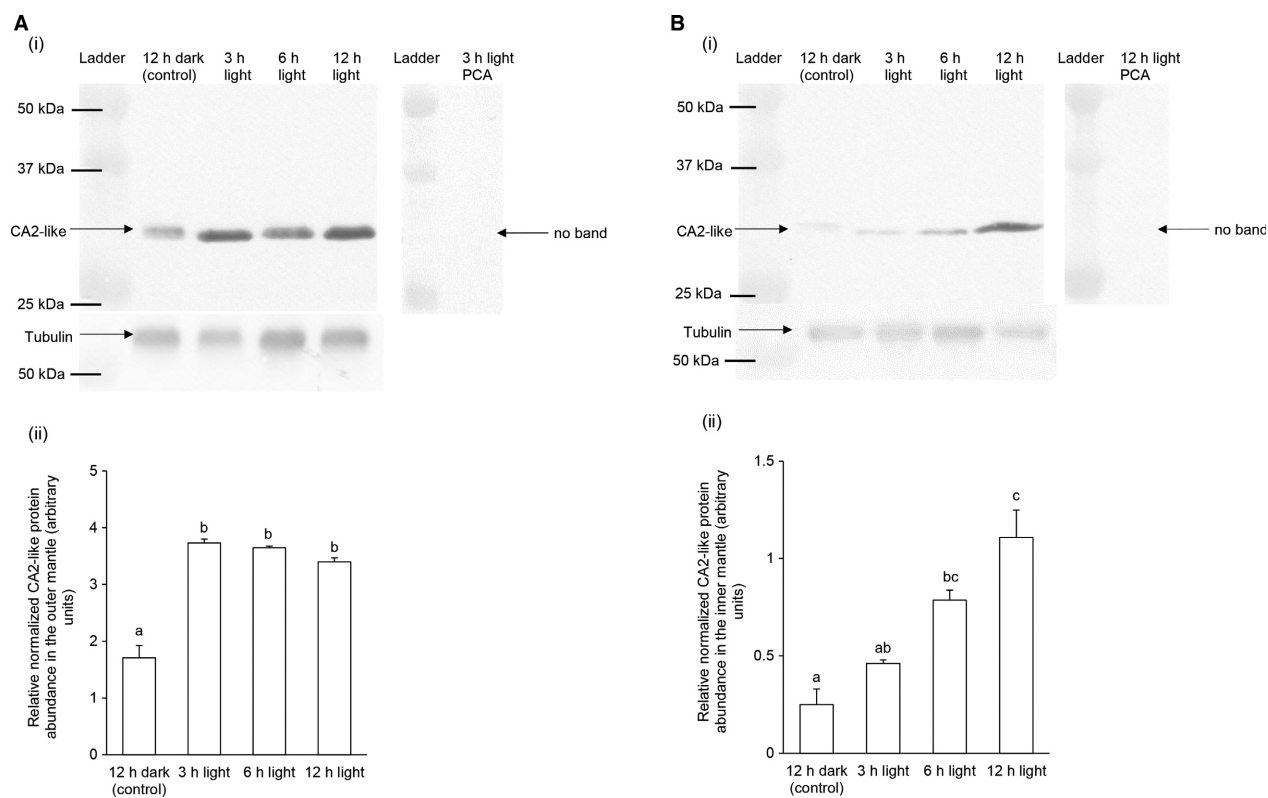 A
(i)
Ladder 12 h dark 3 h 6 h 12 h Ladder 3 h light
(control) light light light PCA
50 kDa
37 kDa
CA2-like
no band
25 kDa
Tubulin
50 kDa
(ii)
Relative normalized CA2-like protein
abundance in the outer mantle (arbitrary
units)
5
4
3
2
1
0
a
b
b
b
12 h dark 3 h light 6 h light 12 h light
(control)
B
(i)
Ladder 12 h dark 3 h 6 h 12 h Ladder 12 h light
(control) light light light PCA
50 kDa
37 kDa
CA2-like
no band
25 kDa
Tubulin
50 kDa
(ii)
Relative normalized CA2-like protein
abundance in the inner mantle (arbitrary
units)
1.5
1
0.5
0
a
ab
bc
c
12 h dark 3 h light 6 h light 12 h light
(control)